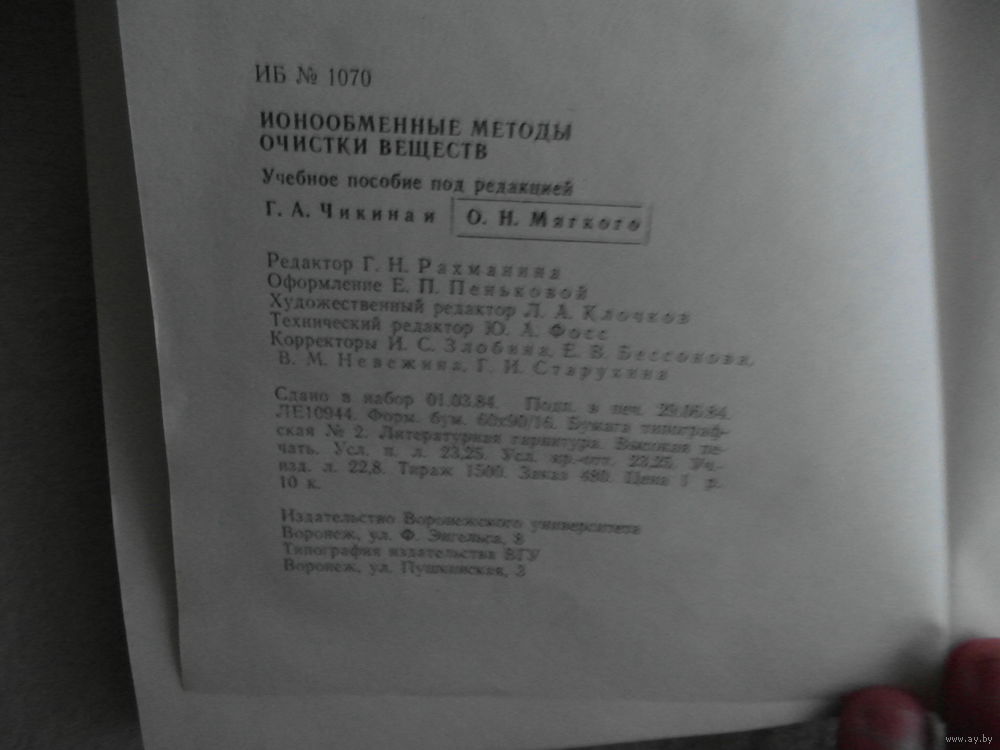 ИБ № 1070
ИОНООБМЕННЫЕ МЕТОДЫ
ОЧИСТКИ ВЕЩЕСТВ
Учебное пособие под редакцией
Г. А. Чикина и О. Н. Мягкого
Редактор Г. Н. Рахманина
Оформление Е. П. Пеньковой
Художественный редактор Л. А. Клочков
Технический редактор Ю. А. Фосс
Корректоры И. С. Злобина, Е. В. Бессонова,
В. М. Невежина, Г. И. Старухина
Сдано в набор 01.03.84. Подп. в печ. 29.05.84.
ЛЕ10944. Форм. бум. 60х90/16. Бумага типограф-
ская № 2. Литературная гарнитура. Высокая пе-
чать. Усл. п. л. 23,25. Усл. кр.-отт. 23,25. Уч.-
изд. л. 22,8. Тираж 1500. Заказ 480. Цена 1 р.
10 к.
Издательство Воронежского университета
Воронеж, ул. Ф. Энгельса, 8
Типография издательства ВГУ
Воронеж, ул. Пушкинская, 3
www.ay.by